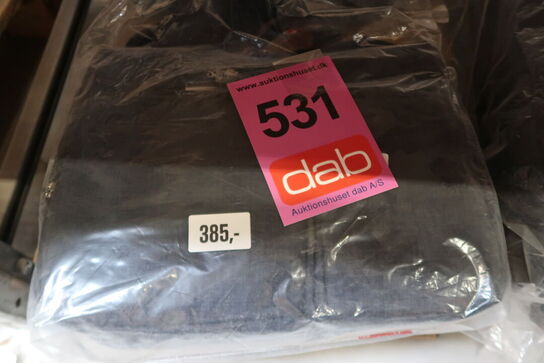 www.auktionshuset.dk
531
dab
Auktionshuset dab A/S
385,-